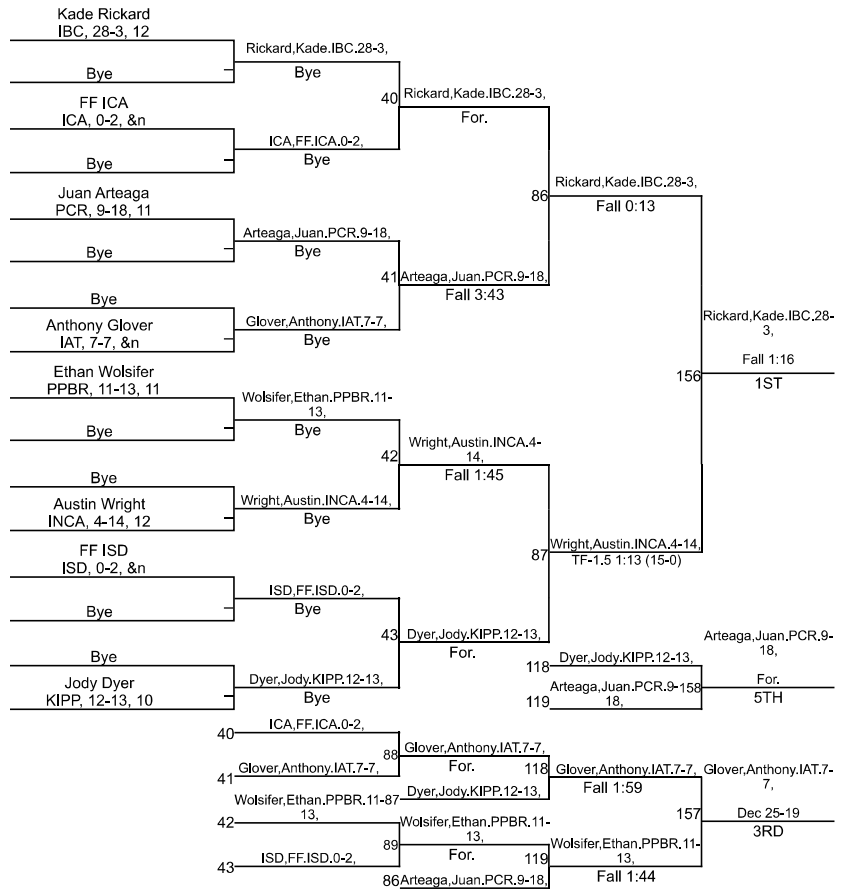 Kade Rickard
IBC, 28-3, 12
Bye
FF ICA
ICA, 0-2, &n
Bye
Juan Arteaga
PCR, 9-18, 11
Bye
Bye
Anthony Glover
IAT, 7-7, &n
Ethan Wolsifer
PPBR, 11-13, 11
Bye
Bye
Austin Wright
INCA, 4-14, 12
FF ISD
ISD, 0-2, &n
Bye
Bye
Jody Dyer
KIPP, 12-13, 10
Rickard,Kade.IBC.28-3,
Bye
ICA,FF.ICA.0-2,
Bye
Arteaga,Juan.PCR.9-18,
Bye
Glover,Anthony.IAT.7-7,
Bye
Wolsifer,Ethan.PPBR.11-
13,
Bye
Wright,Austin.INCA.4-14,
Bye
ISD,FF.ISD.0-2,
Bye
Dyer,Jody.KIPP.12-13,
Bye
40
Rickard,Kade.IBC.28-3,
For.
41
Arteaga,Juan.PCR.9-18,
Fall 3:43
42
Wright,Austin.INCA.4-
14,
Fall 1:45
43
Dyer,Jody.KIPP.12-13,
For.
86
Rickard,Kade.IBC.28-3,
Fall 0:13
87
Wright,Austin.INCA.4-14,
TF-1.5 1:13 (15-0)
156
Rickard,Kade.IBC.28-
3,
Fall 1:16
1ST
118
Dyer,Jody.KIPP.12-13,
119
Arteaga,Juan.PCR.9-
18,
158
Arteaga,Juan.PCR.9-
18,
For.
5TH
40
ICA,FF.ICA.0-2,
41
Glover,Anthony.IAT.7-7,
42
Wolsifer,Ethan.PPBR.11-
13,
43
ISD,FF.ISD.0-2,
88
Glover,Anthony.IAT.7-7,
For.
87
Dyer,Jody.KIPP.12-13,
89
Wolsifer,Ethan.PPBR.11-
13,
For.
86
Arteaga,Juan.PCR.9-18,
118
Glover,Anthony.IAT.7-7,
Fall 1:59
119
Wolsifer,Ethan.PPBR.11-
13,
Fall 1:44
157
Glover,Anthony.IAT.7-
7,
Dec 25-19
3RD